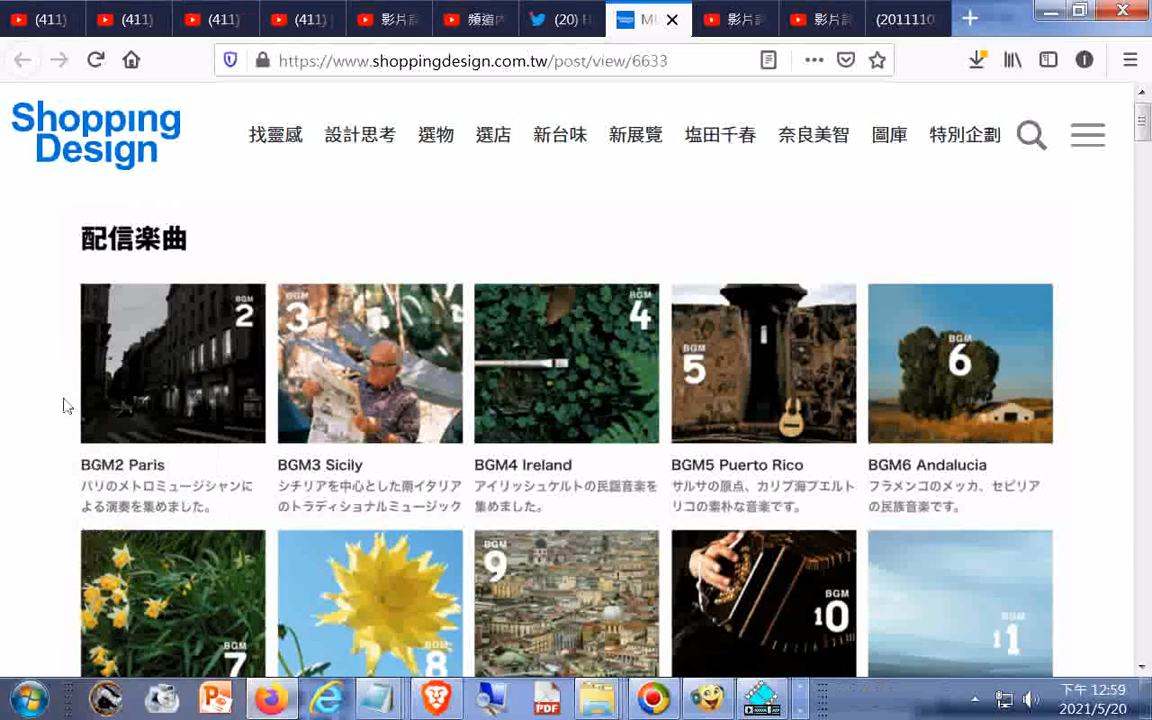 (411)
(411)
(411)
(411)
影片
頻道
(20)
影片
影片
(2011110
https://www.shoppingdesign.com.tw/post/view/6633
Shopping
Design
找靈感 設計思考 選物 選店 新台味 新展覽 塩田千春 奈良美智 圖庫 特別企劃
配信楽曲
BGM 2
BGM 3
BGM 4
BGM 5
BGM 6
BGM2 Paris
パリのメトロミュージシャンに
よる演奏を集めました。
BGM3 Sicily
シチリアを中心とした南イタリア
のトラディショナルミュージック
BGM4 Ireland
アイリッシュケルトの民謡音楽を
集めました。
BGM5 Puerto Rico
サルサの原点、カリブ海プエルト
リコの素朴な音楽です。
BGM6 Andalucia
フラメンコのメッカ、セビリア
の民族音楽です。
BGM 7
BGM 8
BGM 9
BGM 10
BGM 11
PDF
下午 12:59
2021/5/20